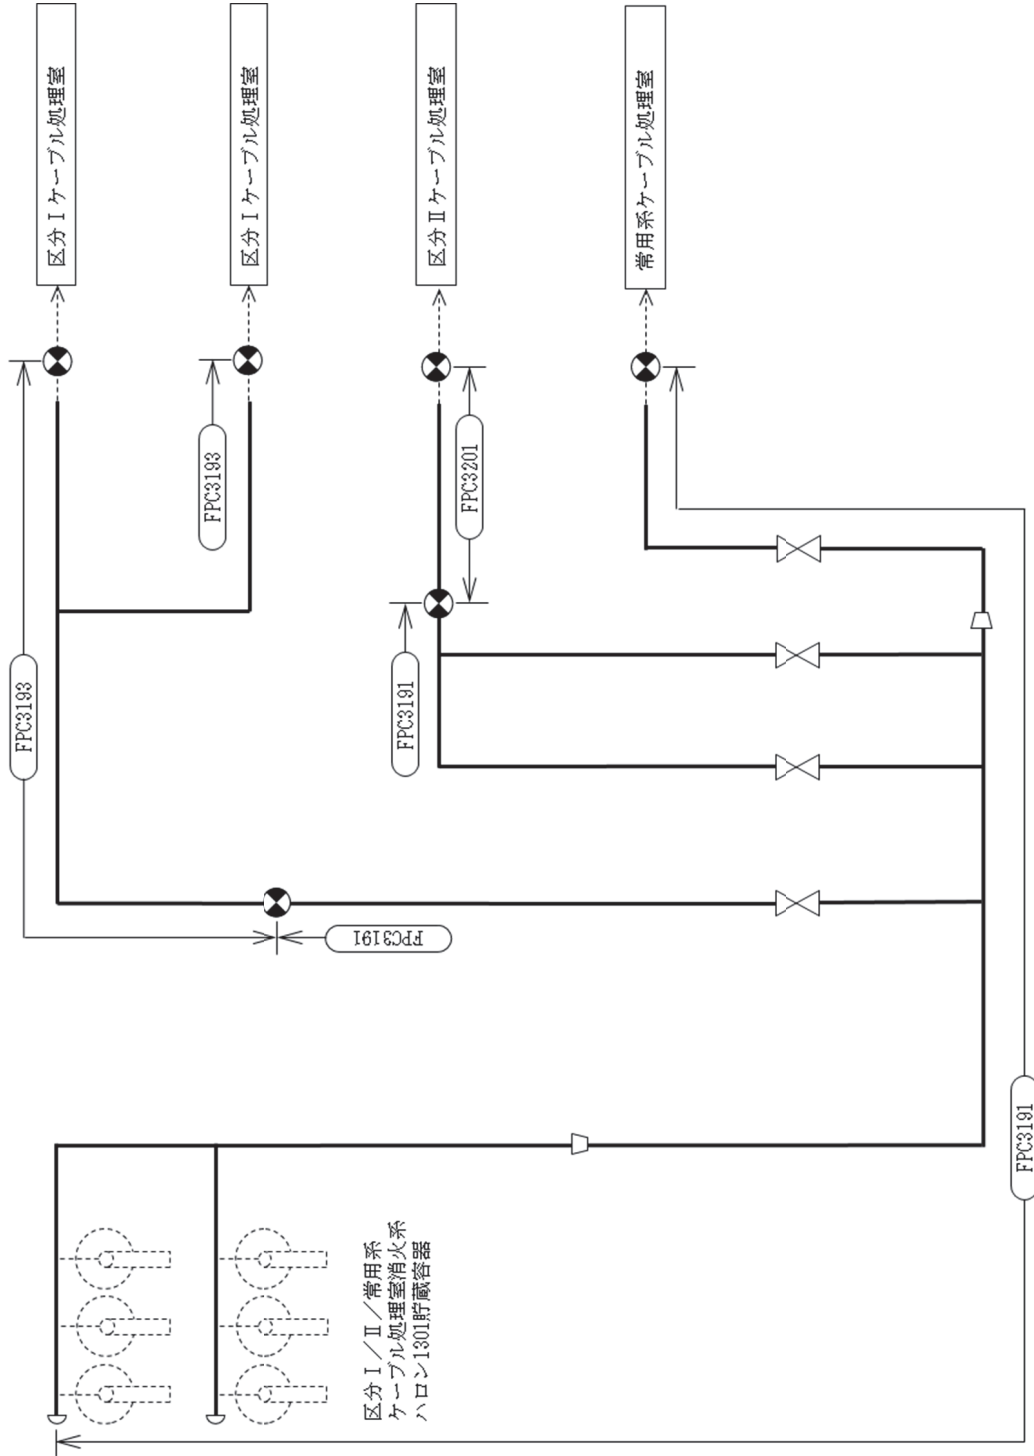 区分Ⅰケーブル処理室
区分Ⅰケーブル処理室
区分Ⅱケーブル処理室
常用系ケーブル処理室
FPC3193
FPC3193
FPC3201
FPC3191
FPC3191
FPC3191
区分Ⅰ/Ⅱ/常用系
ケーブル処理室消火系
ハロン1301貯蔵容器